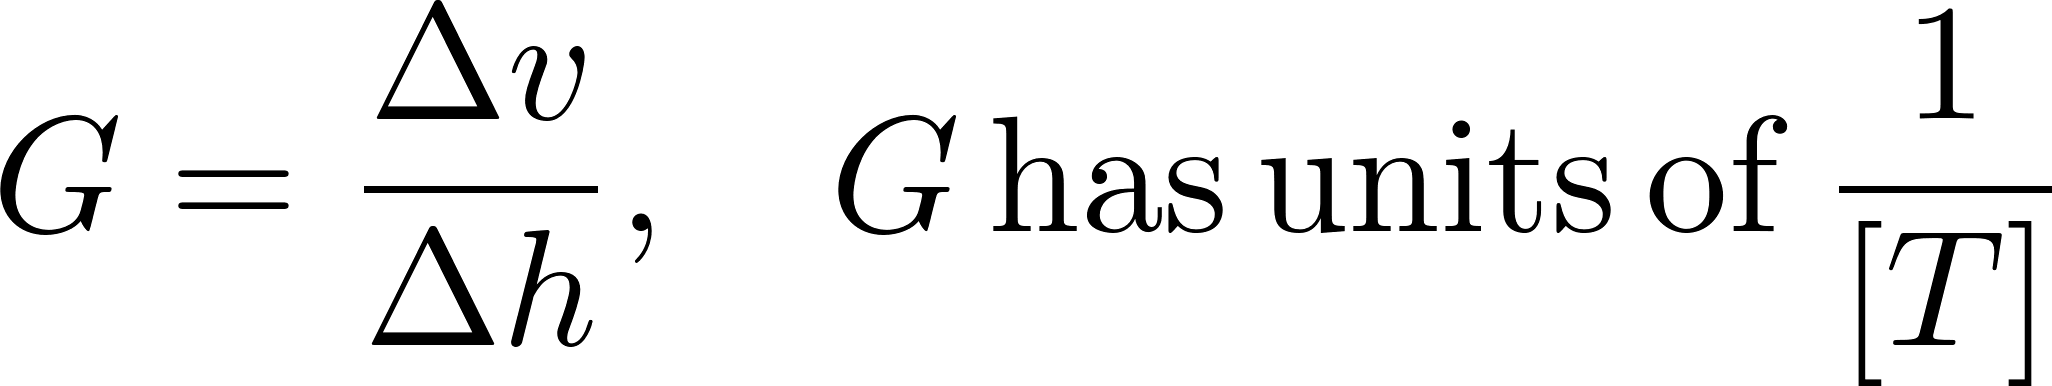 G = Δv/Δh, G has units of 1/[T]